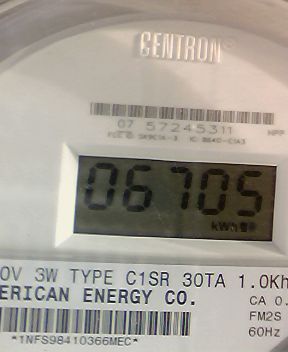 CENTRON®
07 57245311
06705
kWh
0V 3W TYPE C1SR 30TA 1.0Kh
ERICAN ENERGY CO.
CA 0.
FM2S
60Hz
*1NFS98410366MEC*